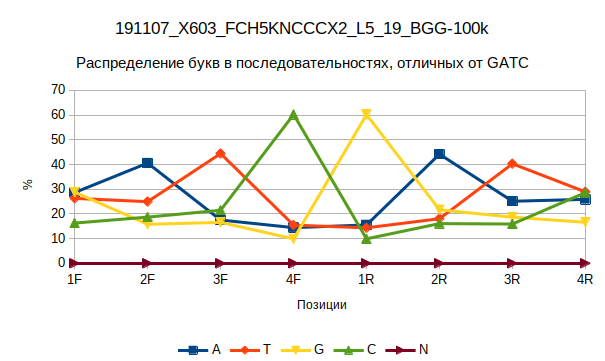 191107_X603_FCH5KNCCCX2_L5_19_BGG-100k
Распределение букв в последовательностях, отличных от GATC
70
60
50
40
30
20
10
0
%
1F 2F 3F 4F 1R 2R 3R 4R
Позиции
A T G C N